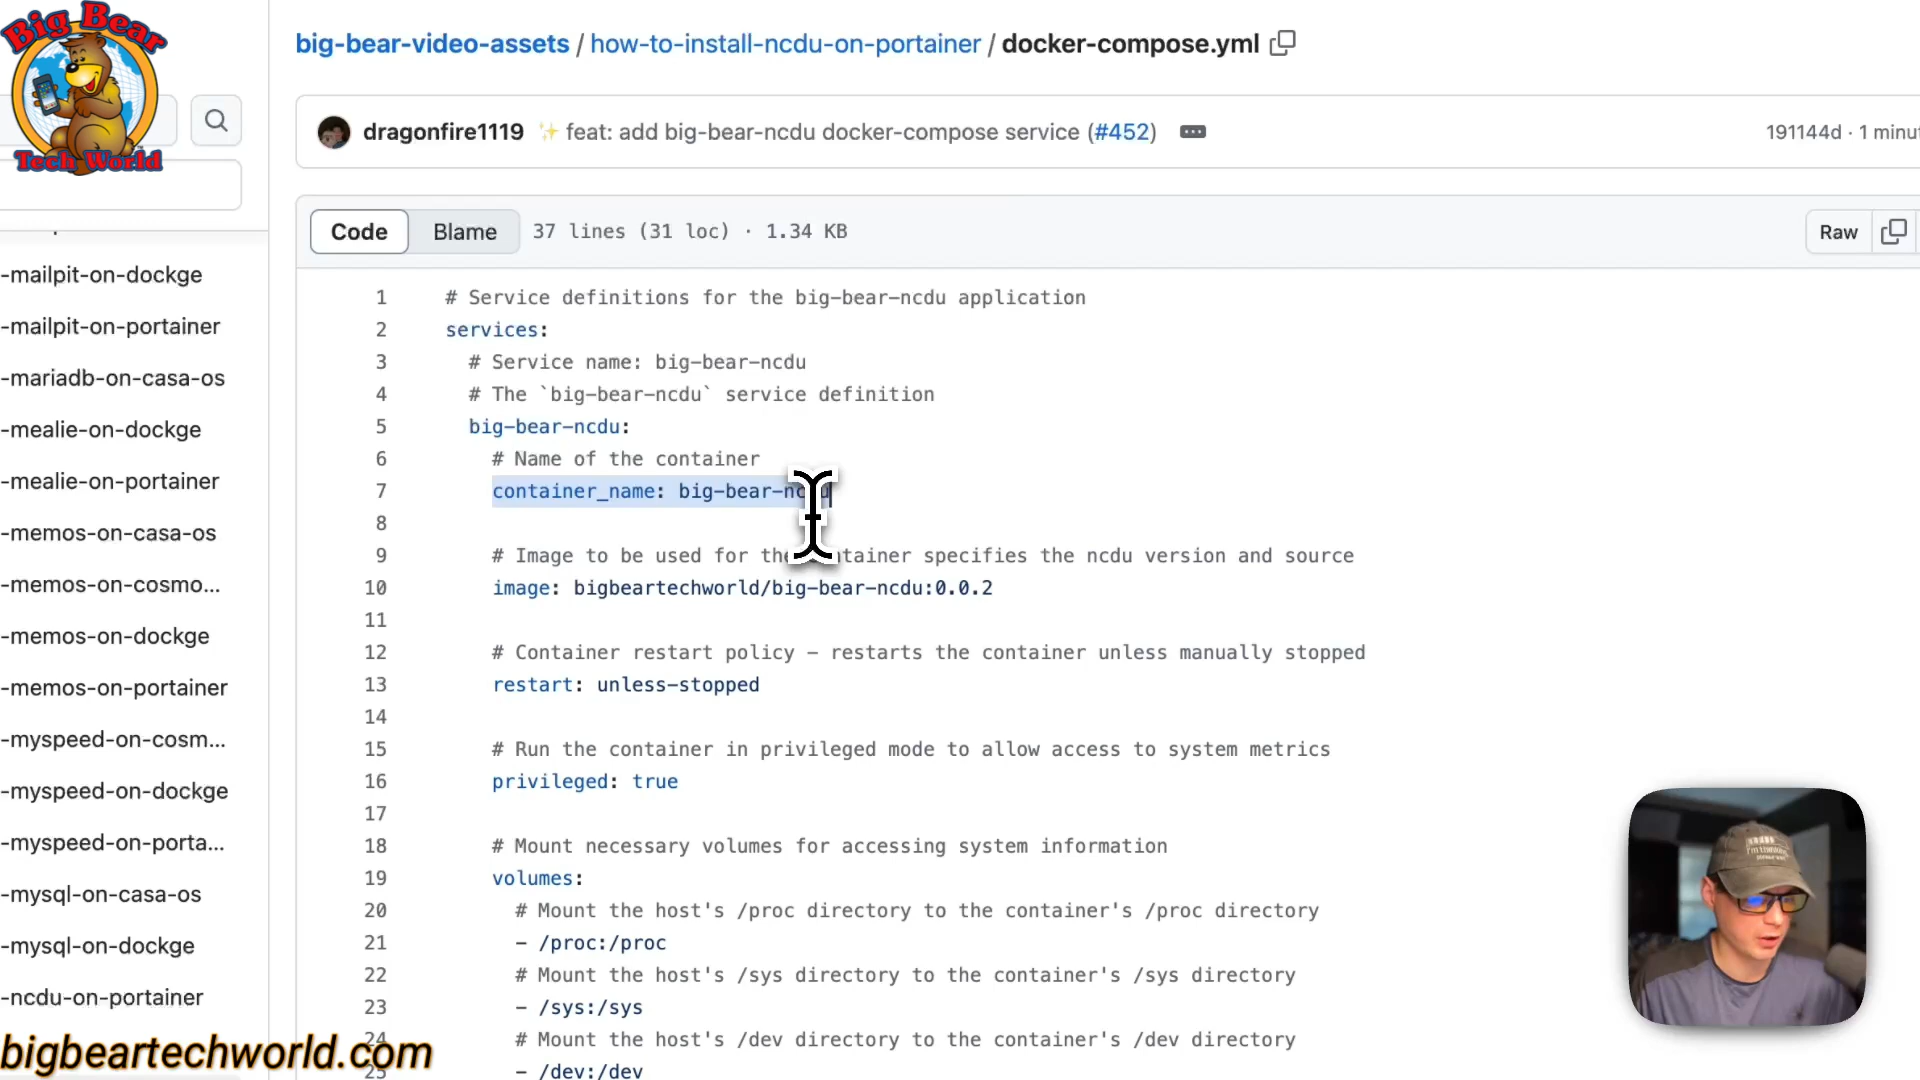 Big Bear
Tech World
big-bear-video-assets / how-to-install-ncdu-on-portainer / docker-compose.yml
dragonfire1119 ✨ feat: add big-bear-ncdu docker-compose service (#452)
191144d · 1
Code Blame 37 lines (31 loc) · 1.34 KB
Raw
-mailpit-on-dockge
-mailpit-on-portainer
-mariadb-on-casa-os
-mealie-on-dockge
-mealie-on-portainer
-memos-on-casa-os
-memos-on-cosmo...
-memos-on-dockge
-memos-on-portainer
-myspeed-on-cosm...
-myspeed-on-dockge
-myspeed-on-porta...
-mysql-on-casa-os
-mysql-on-dockge
-ncdu-on-portainer
1 # Service definitions for the big-bear-ncdu application
2 services:
3 # Service name: big-bear-ncdu
4 # The `big-bear-ncdu` service definition
5 big-bear-ncdu:
6 # Name of the container
7 container_name: big-bear-ncdu
8
9 # Image to be used for the container specifies the ncdu version and source
10 image: bigbeartechworld/big-bear-ncdu:0.0.2
11
12 # Container restart policy – restarts the container unless manually stopped
13 restart: unless-stopped
14
15 # Run the container in privileged mode to allow access to system metrics
16 privileged: true
17
18 # Mount necessary volumes for accessing system information
19 volumes:
20 # Mount the host's /proc directory to the container's /proc directory
21 - /proc:/proc
22 # Mount the host's /sys directory to the container's /sys directory
23 - /sys:/sys
24 # Mount the host's /dev directory to the container's /dev directory
25 - /dev:/dev
bigbeartechworld.com